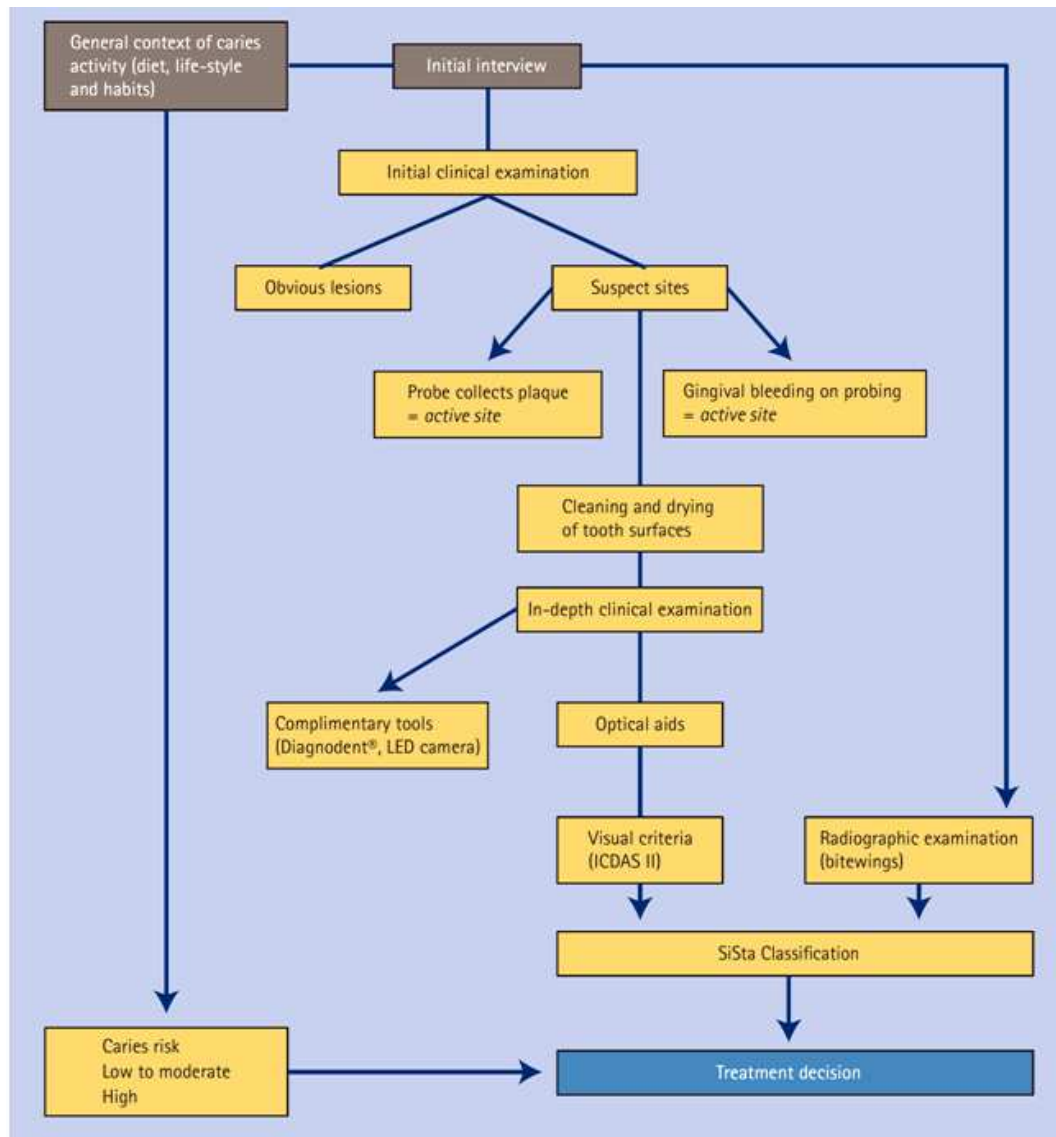 General context of caries
activity (diet, life-style
and habits)
Initial interview
Initial clinical examination
Obvious lesions
Suspect sites
Probe collects plaque
= active site
Gingival bleeding on probing
= active site
Cleaning and drying
of tooth surfaces
In-depth clinical examination
Complimentary tools
(Diagnodent®, LED camera)
Optical aids
Visual criteria
(ICDAS II)
Radiographic examination
(bitewings)
SiSta Classification
Caries risk
Low to moderate
High
Treatment decision